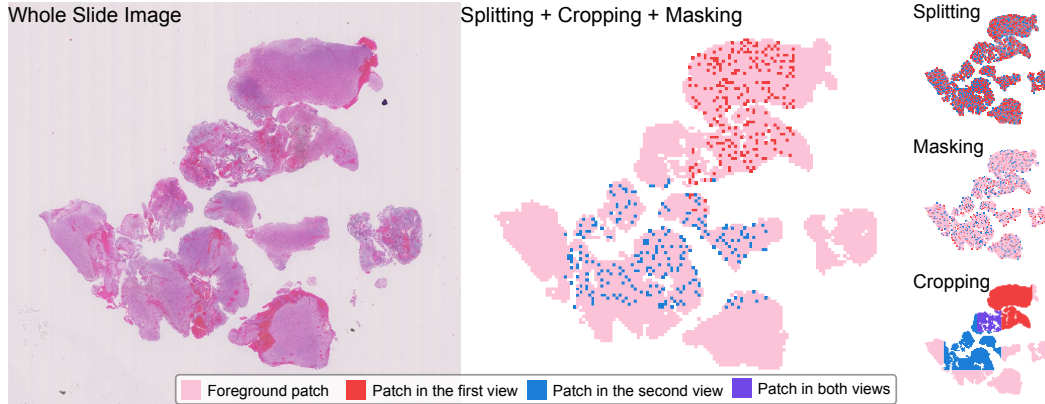 Whole Slide Image
Splitting + Cropping + Masking
Splitting
Masking
Cropping
Foreground patch
Patch in the first view
Patch in the second view
Patch in both views